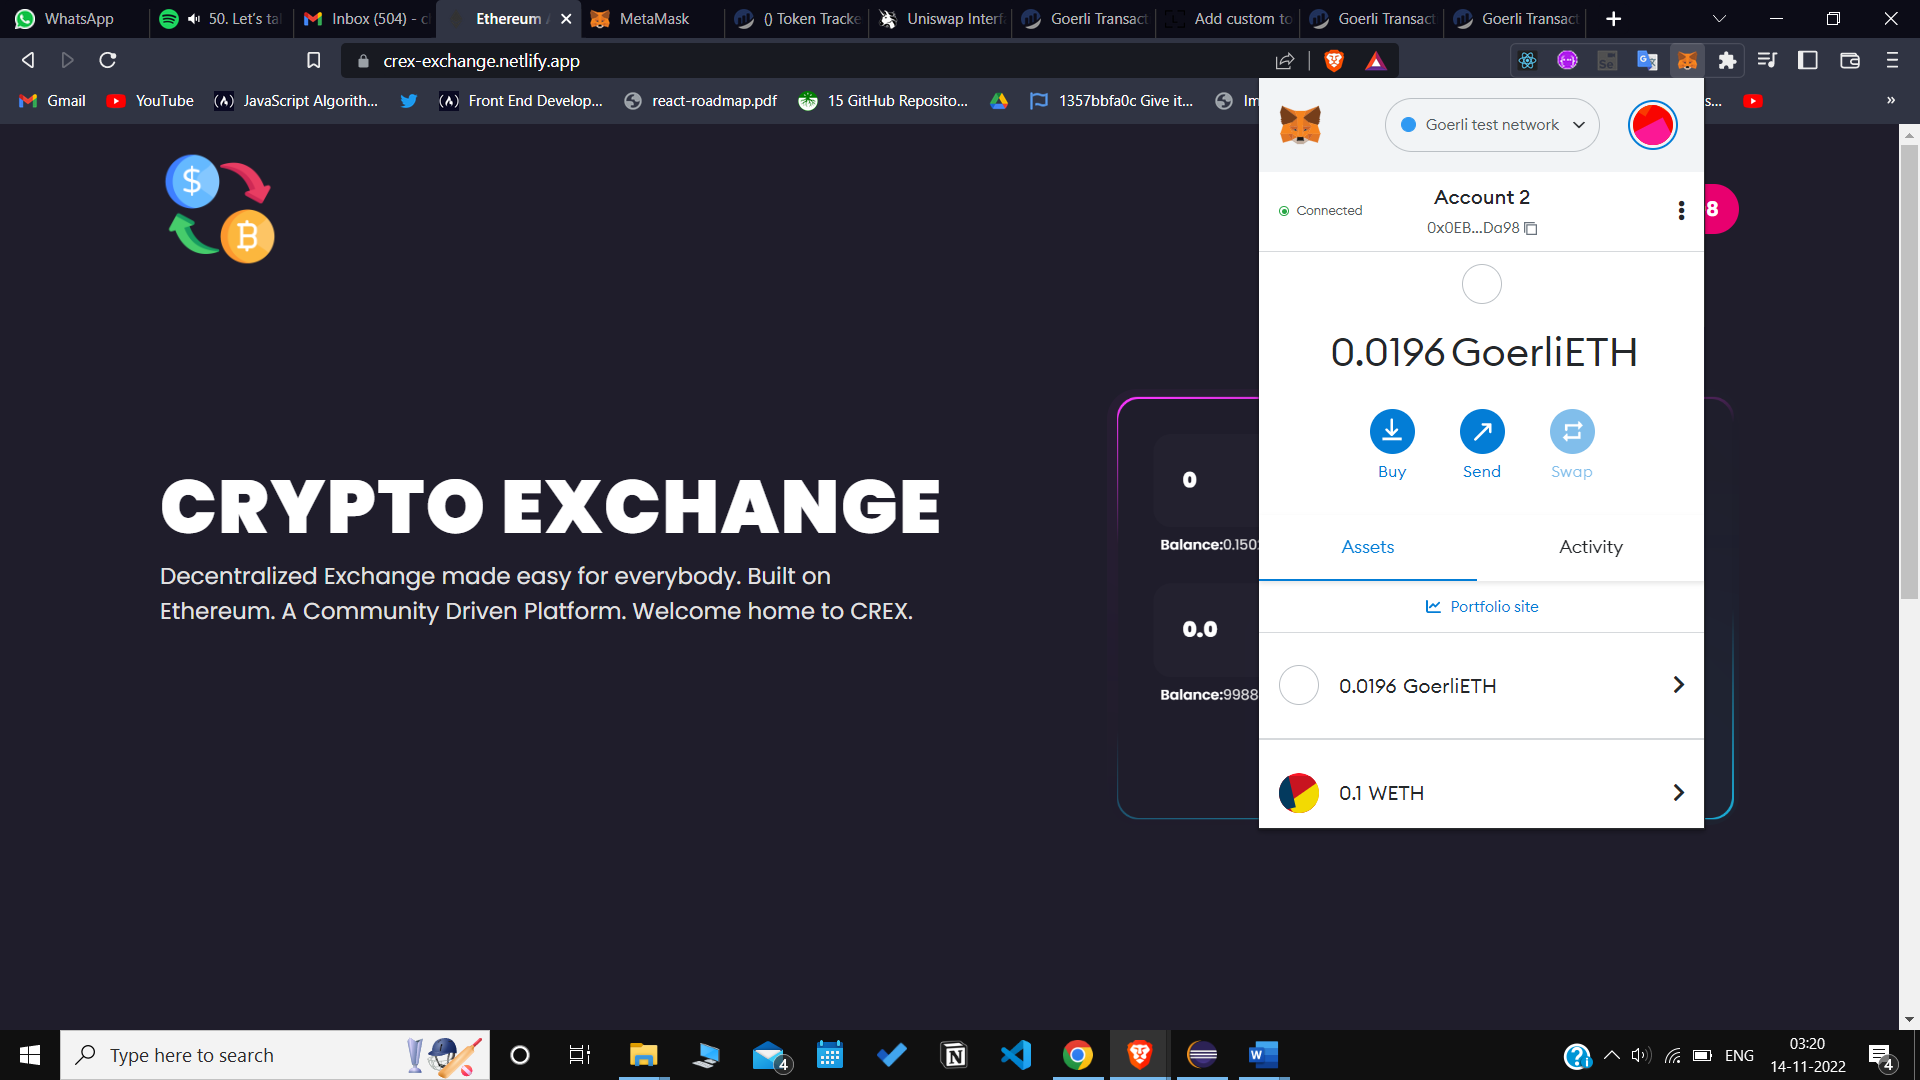 WhatsApp
50. Let's ta
Inbox (504) - c
Ethereum
MetaMask
() Token Tracke
Uniswap Interf
Goerli Transact
Add custom to
Goerli Transact
Goerli Transact
crex-exchange.netlify.app
Gmail
YouTube
JavaScript Algorith...
Front End Develop...
react-roadmap.pdf
15 GitHub Reposito...
1357bbfa0c Give it...
Im
s...
»
Goerli test network
Connected
Account 2
0x0EB...Da98
8
0.0196 GoerliETH
Buy
Send
Swap
Assets
Activity
Portfolio site
0.0196 GoerliETH
0.1 WETH
CRYPTO EXCHANGE
Decentralized Exchange made easy for everybody. Built on
Ethereum. A Community Driven Platform. Welcome home to CREX.
0
Balance:0.150
0.0
Balance:9988
Type here to search
4
ENG
03:20
14-11-2022
4